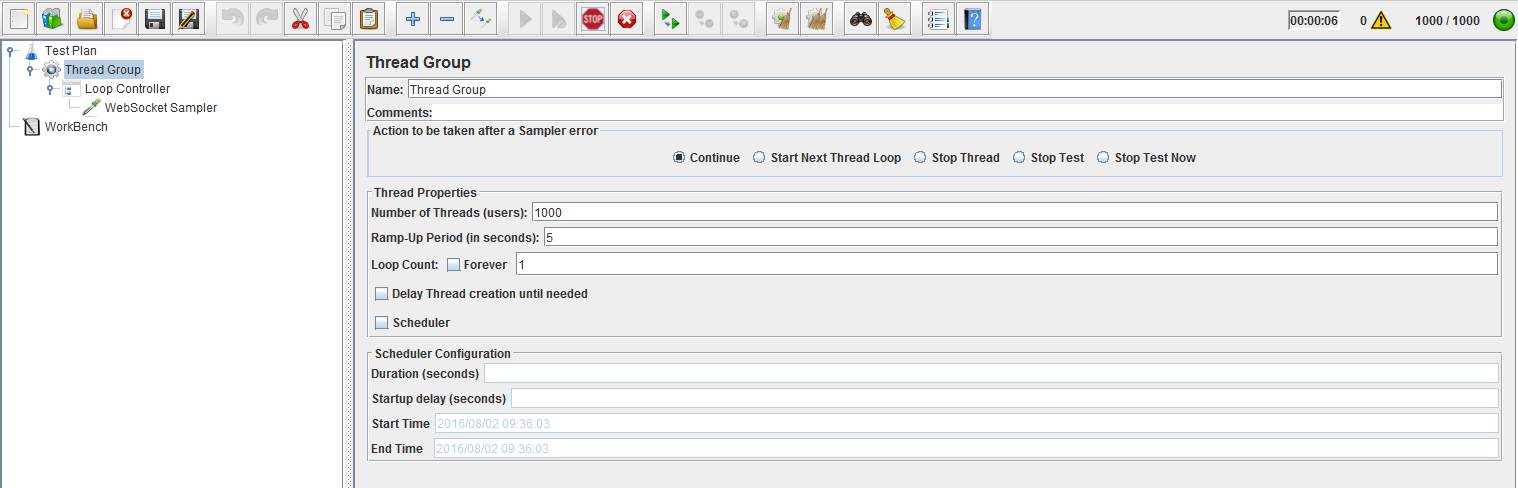 STOP
00:00:06 0 1000 / 1000
Test Plan
Thread Group
Loop Controller
WebSocket Sampler
WorkBench
Thread Group
Name: Thread Group
Comments:
Action to be taken after a Sampler error
Continue Start Next Thread Loop Stop Thread Stop Test Stop Test Now
Thread Properties
Number of Threads (users): 1000
Ramp-Up Period (in seconds): 5
Loop Count: Forever 1
Delay Thread creation until needed
Scheduler
Scheduler Configuration
Duration (seconds)
Startup delay (seconds)
Start Time 2016/08/02 09:36:03
End Time 2016/08/02 09:36:03